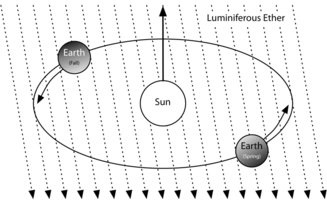 Luminiferous Ether
Earth
(Fall)
Sun
Earth
(Spring)